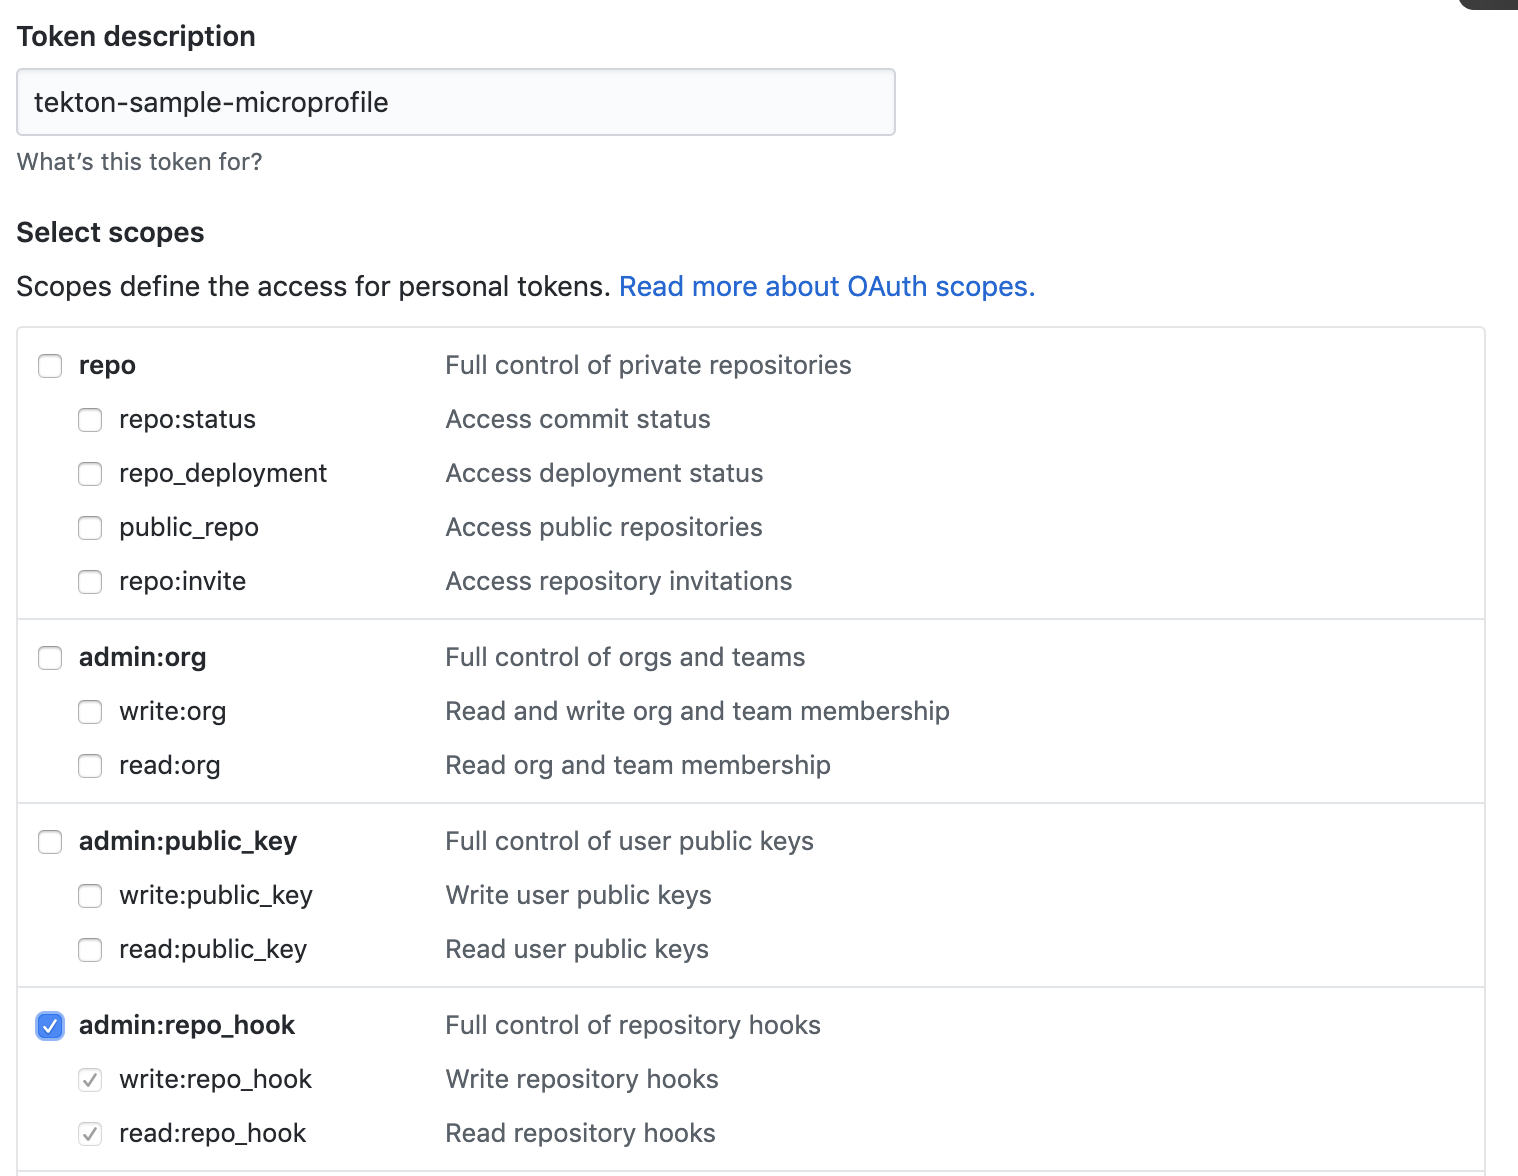 Token description
tekton-sample-microprofile
What’s this token for?
Select scopes
Scopes define the access for personal tokens. Read more about OAuth scopes.
repo Full control of private repositories
repo:status Access commit status
repo_deployment Access deployment status
public_repo Access public repositories
repo:invite Access repository invitations
admin:org Full control of orgs and teams
write:org Read and write org and team membership
read:org Read org and team membership
admin:public_key Full control of user public keys
write:public_key Write user public keys
read:public_key Read user public keys
admin:repo_hook Full control of repository hooks
write:repo_hook Write repository hooks
read:repo_hook Read repository hooks